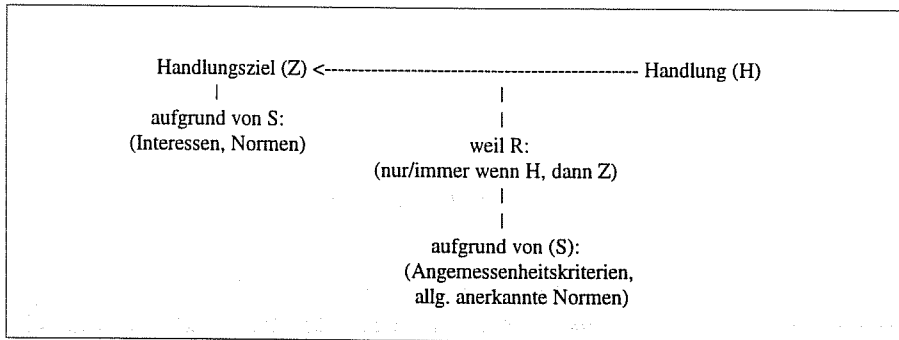 Handlungsziel (Z) <-------------------------------------------- Handlung (H)
|
|
aufgrund von S:
|
(Interessen, Normen)
weil R:
(nur/immer wenn H, dann Z)
|
|
aufgrund von (S):
(Angemessenheitskriterien,
allg. anerkannte Normen)